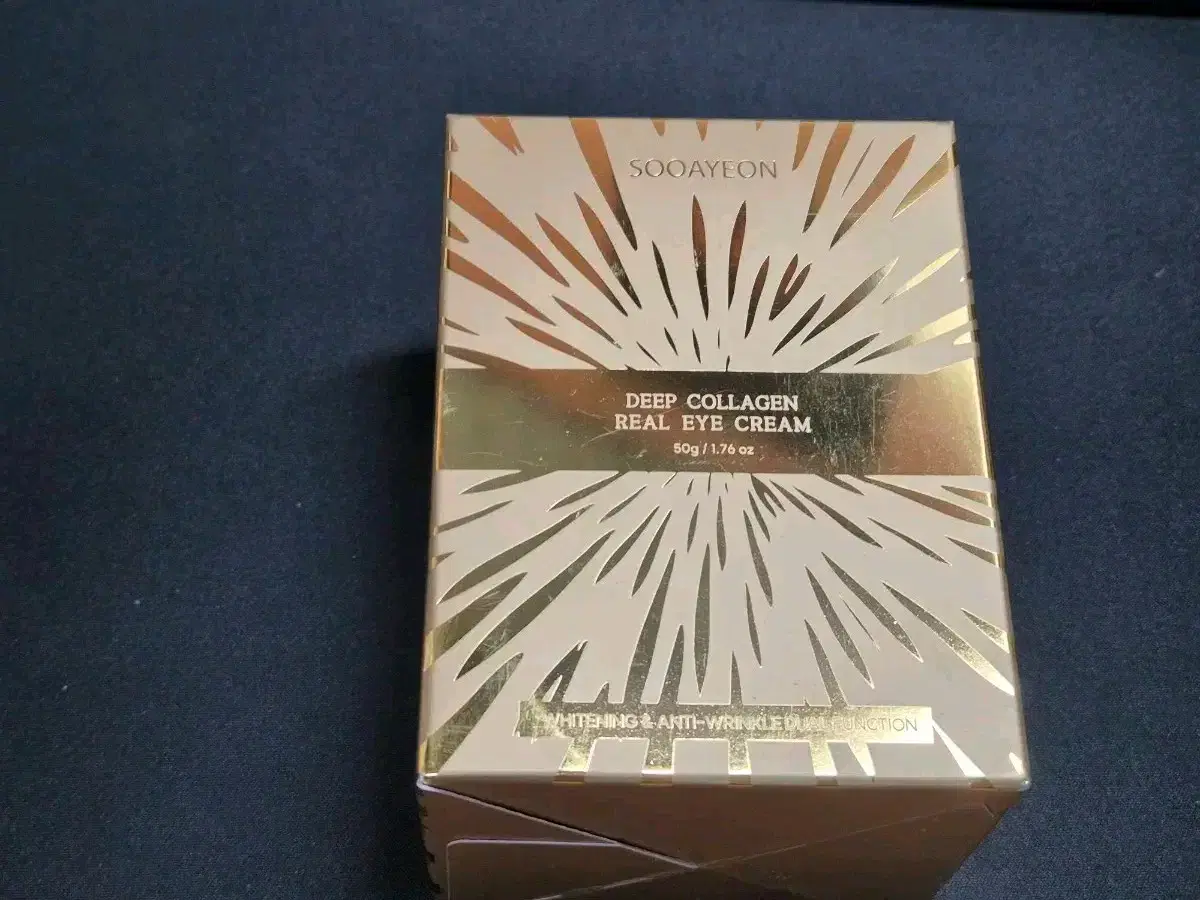 SOOAYEON
DEEP COLLAGEN
REAL EYE CREAM
50g / 1.76 oz
WHITENING & ANTI-WRINKLE DUAL FUNCTION